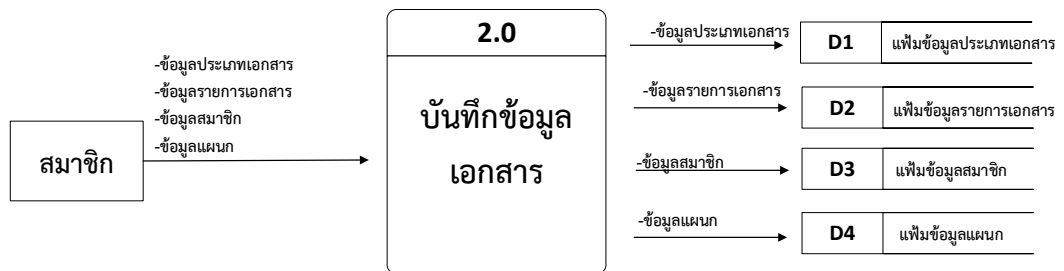 สมาชิก
-ข้อมูลประเภทเอกสาร
-ข้อมูลรายการเอกสาร
-ข้อมูลสมาชิก
-ข้อมูลแผนก
2.0
บันทึกข้อมูล
เอกสาร
-ข้อมูลประเภทเอกสาร
D1 แฟ้มข้อมูลประเภทเอกสาร
-ข้อมูลรายการเอกสาร
D2 แฟ้มข้อมูลรายการเอกสาร
-ข้อมูลสมาชิก
D3 แฟ้มข้อมูลสมาชิก
-ข้อมูลแผนก
D4 แฟ้มข้อมูลแผนก